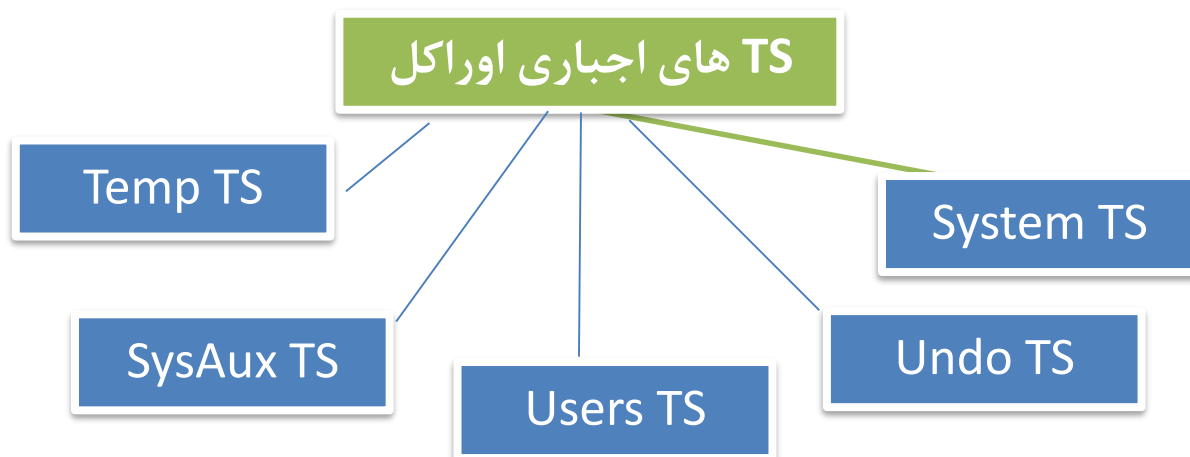 TS های اجباری اوراکل
Temp TS
System TS
SysAux TS
Undo TS
Users TS